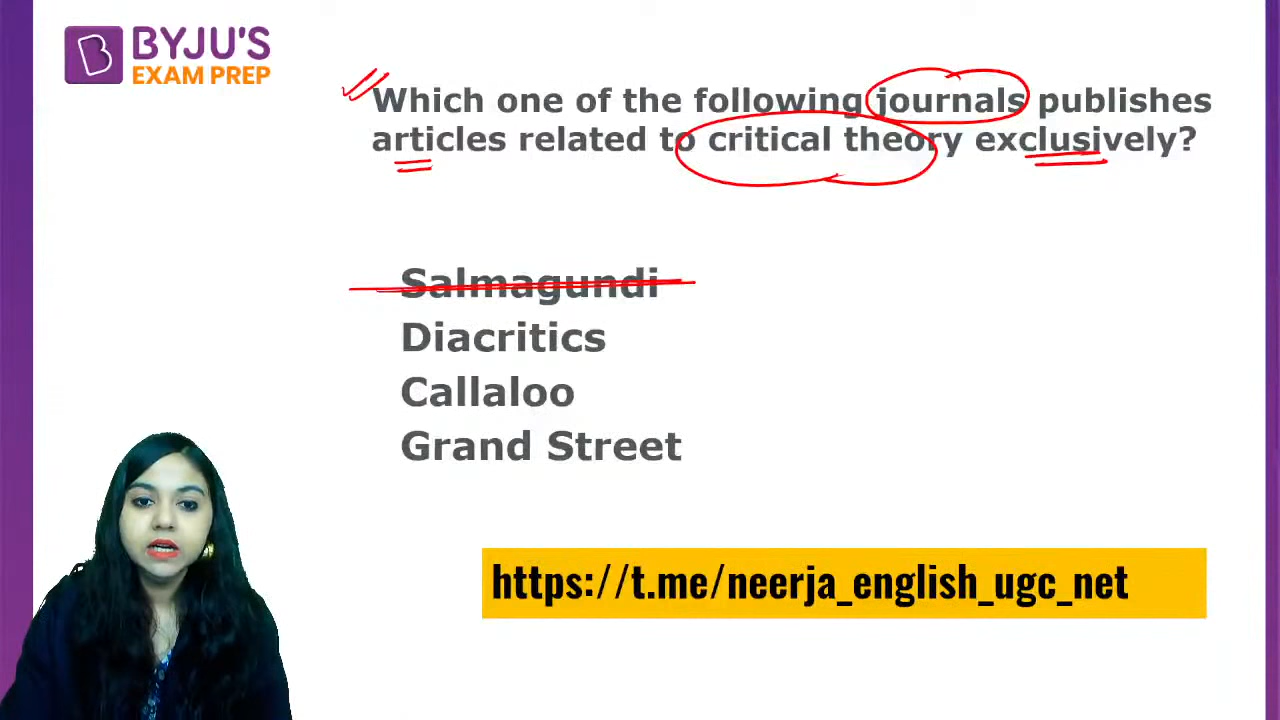 BYJU'S
EXAM PREP
Which one of the following journals publishes
articles related to critical theory exclusively?
Salmagundi
Diacritics
Callaloo
Grand Street
https://t.me/neerja_english_ugc_net